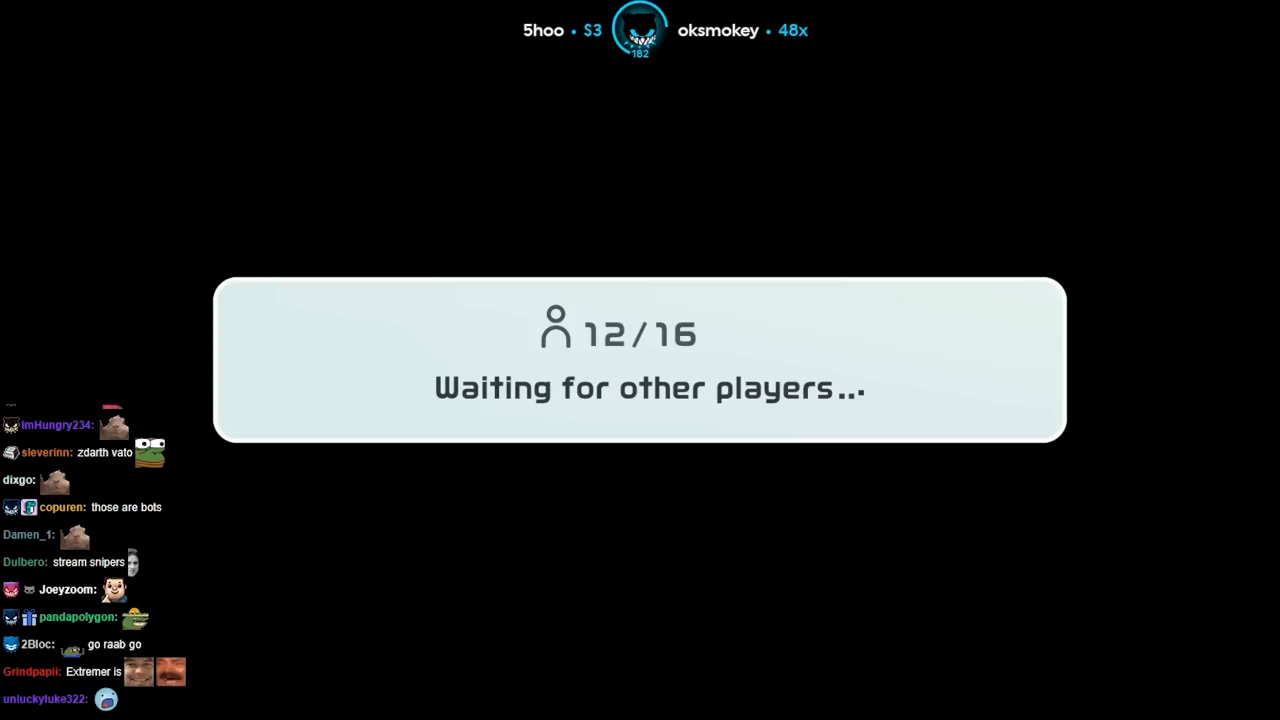 5hoo • $3
182
oksmokey • 48x
12/16
Waiting for other players...
ImHungry234:
sleverinn: zdarth vato
dixgo:
copuren: those are bots
Damen_1:
Dulbero: stream snipers
Joeyzoom:
pandapolygon:
2Bloc: go raab go
Grindpapii: Extremer is
unluckyluke322: